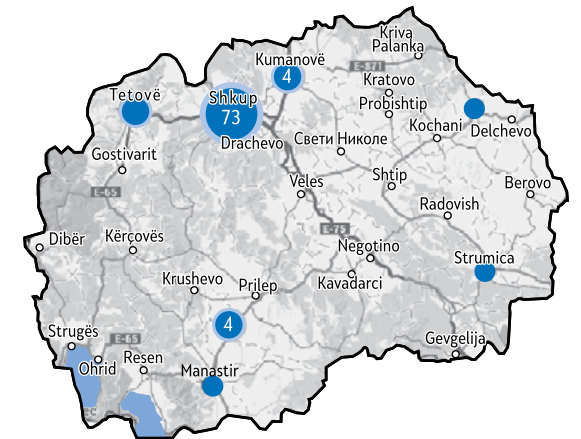 Kriva
Palanka
Kumanovë
4
E-871
Kratovo
Tetovë
Shkup
73
Probishtip
Kochani
Delchevo
Drachevo
Свети Николе
Gostivarit
E-65
Veles
Shtip
Berovo
Radovish
E-75
Dibër
Kërçovës
Negotino
Strumica
Krushevo
Prilep
Kavadarci
4
Strugës
E-65
Gevgelija
Ohrid
Resen
Manastir